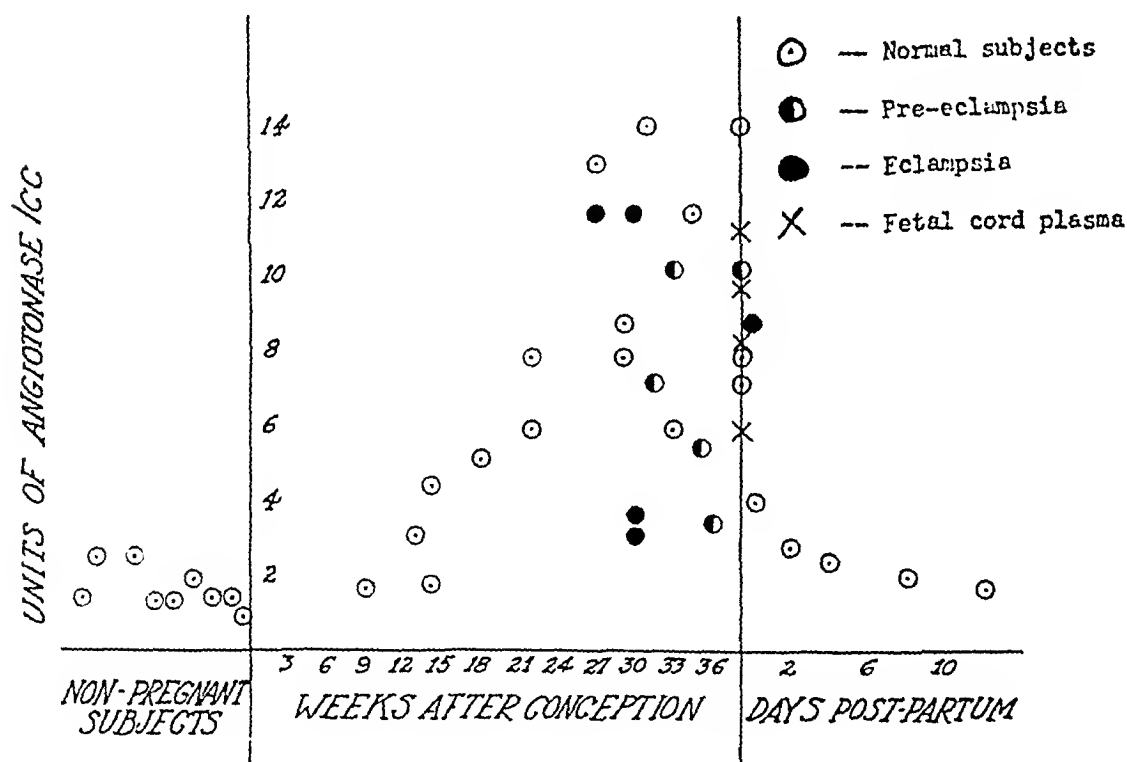 — Normal subjects
— Pre-eclampsia
-- Eclampsia
-- Fetal cord plasma
UNITS OF ANGIOTONASE /CC
14
12
10
8
6
4
2
3 6 9 12 15 18 21 24 27 30 33 36 2 6 10
NON-PREGNANT
SUBJECTS
WEEKS AFTER CONCEPTION
DAYS POST-PARTUM